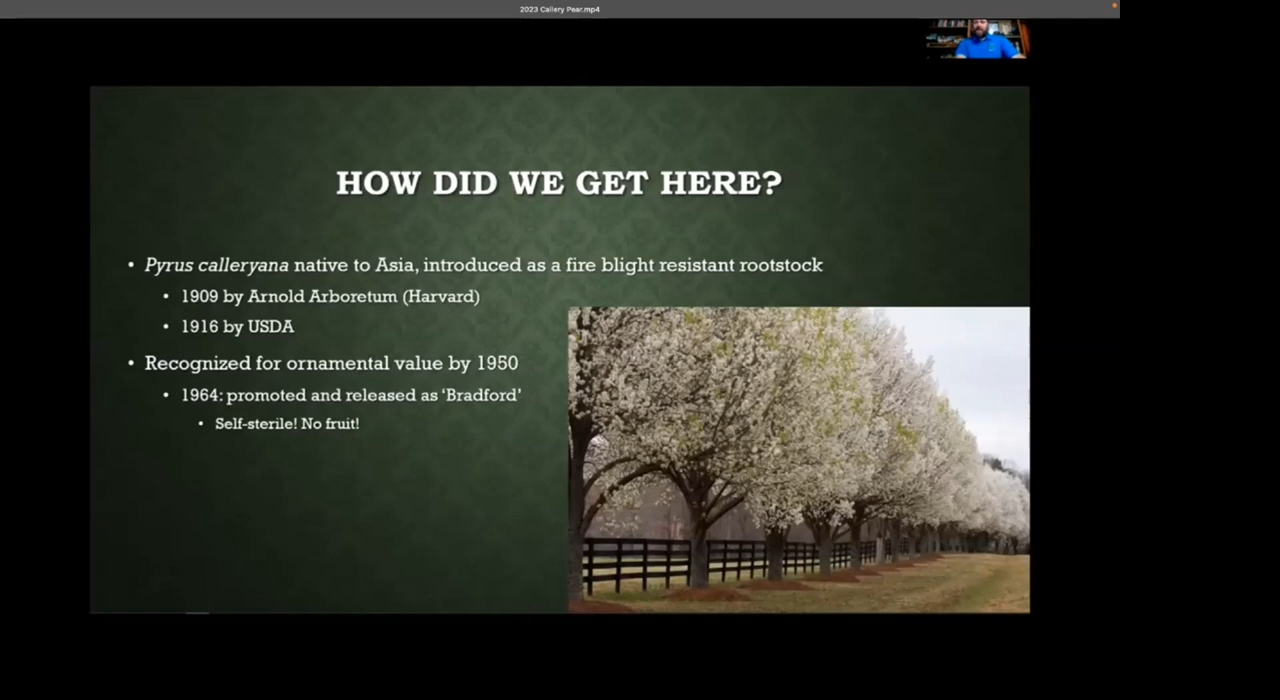 2023 Callery Pear.mp4
HOW DID WE GET HERE?
• Pyrus calleryana native to Asia, introduced as a fire blight resistant rootstock
• 1909 by Arnold Arboretum (Harvard)
• 1916 by USDA
• Recognized for ornamental value by 1950
• 1964: promoted and released as ‘Bradford’
• Self-sterile! No fruit!